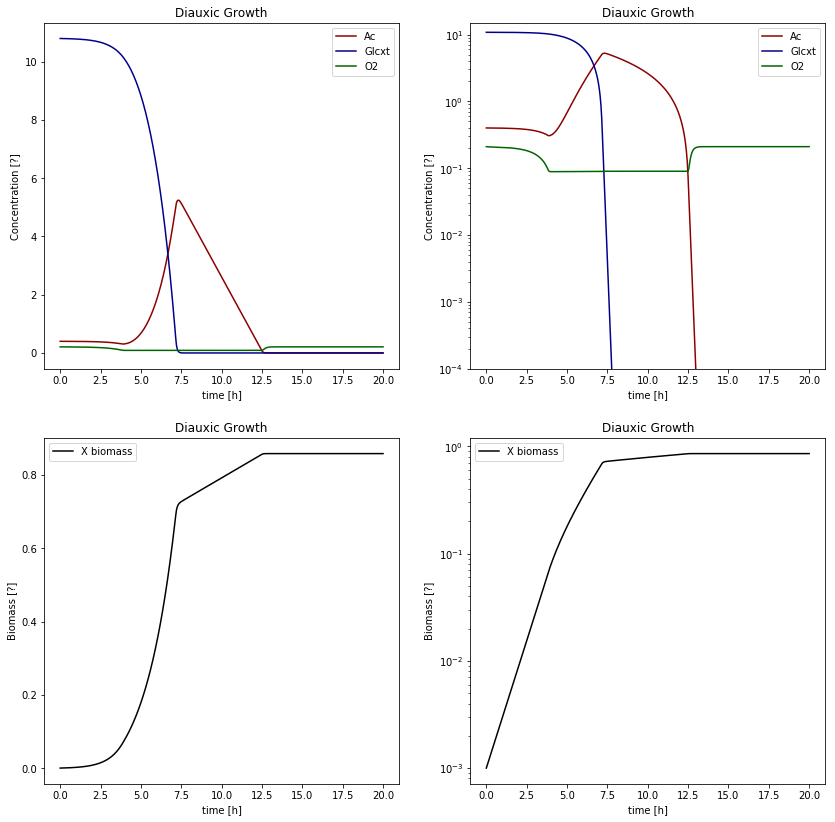 Diauxic Growth
Ac
Glcxt
O2
Concentration [?]
10
8
6
4
2
0
0.0 2.5 5.0 7.5 10.0 12.5 15.0 17.5 20.0
time [h]
Diauxic Growth
Ac
Glcxt
O2
Concentration [?]
10¹
10⁰
10⁻¹
10⁻²
10⁻³
10⁻⁴
0.0 2.5 5.0 7.5 10.0 12.5 15.0 17.5 20.0
time [h]
Diauxic Growth
X biomass
Biomass [?]
0.8
0.6
0.4
0.2
0.0
0.0 2.5 5.0 7.5 10.0 12.5 15.0 17.5 20.0
time [h]
Diauxic Growth
X biomass
Biomass [?]
10⁰
10⁻¹
10⁻²
10⁻³
0.0 2.5 5.0 7.5 10.0 12.5 15.0 17.5 20.0
time [h]